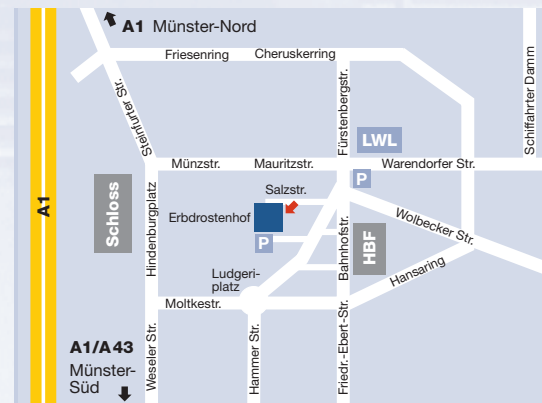 A1 Münster-Nord
Friesenring
Cheruskerring
Steinfurter Str.
Fürstenbergstr.
Schiffahrter Damm
LWL
Münzstr.
Mauritzstr.
Warendorfer Str.
P
A1
Schloss
Hindenburgplatz
Salzstr.
Erbdrostenhof
P
Wolbecker Str.
Bahnhofstr.
HBF
Hansaring
Ludgeri-
platz
Moltkestr.
A1/A43
Münster-
Süd
Weseler Str.
Hammer Str.
Friedr.-Ebert-Str.